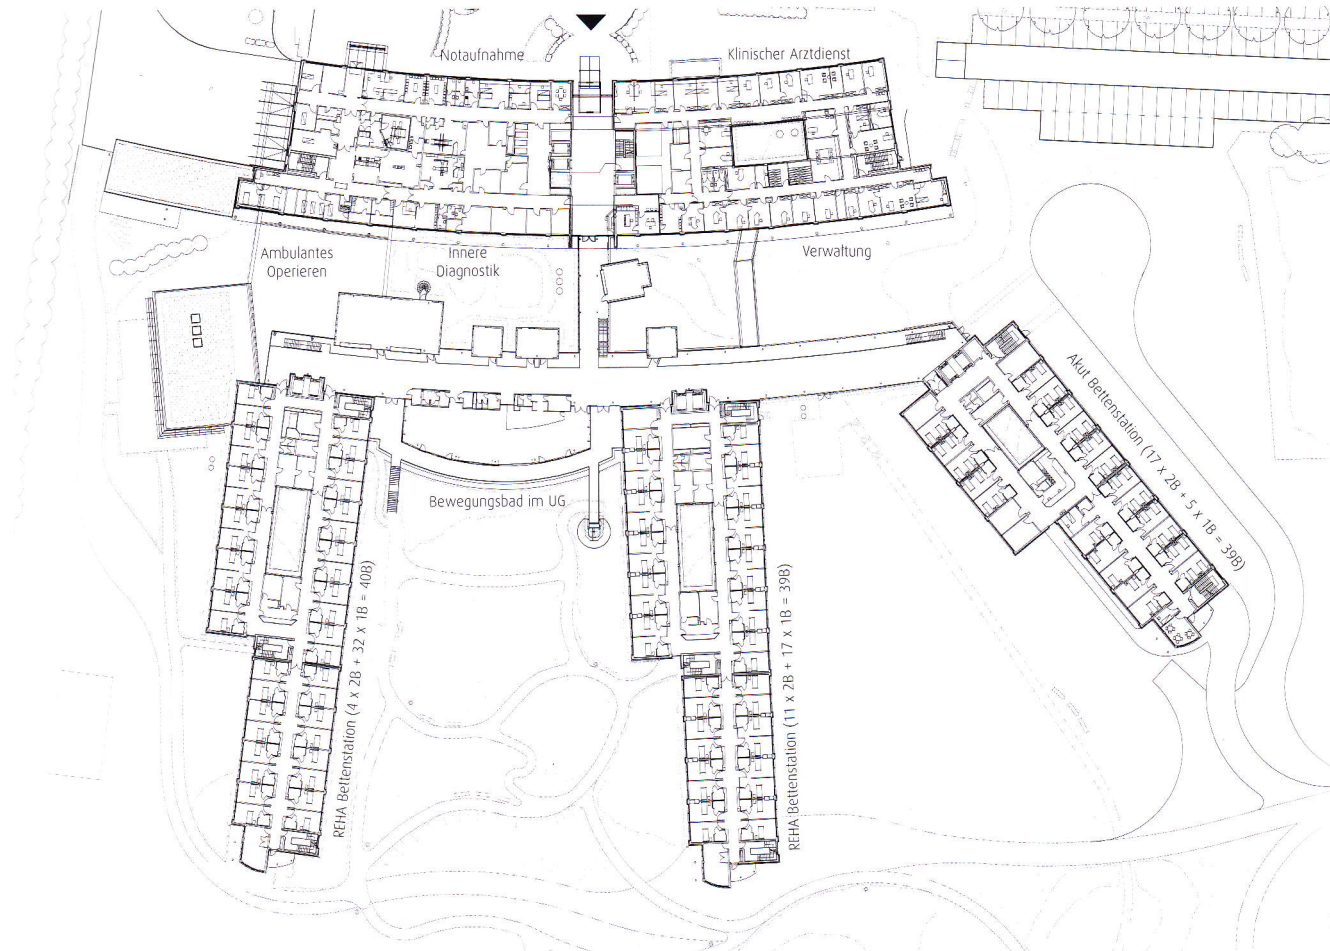 Notaufnahme
Klinischer Arztdienst
Ambulantes
Operieren
Innere
Diagnostik
Verwaltung
Akut Bettenstation (17 x 2B + 5 x 1B = 39B)
Bewegungsbad im UG
REHA Bettenstation (4 x 2B + 32 x 1B = 40B)
REHA Bettenstation (11 x 2B + 17 x 1B = 39B)